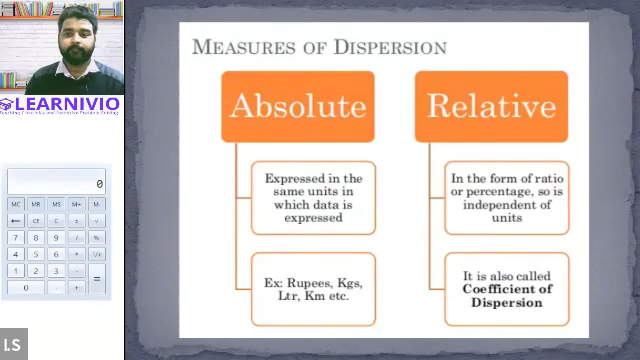 MEASURES OF DISPERSION
Absolute
Expressed in the
same units in
which data is
expressed
Ex: Rupees, Kgs,
Ltr, Km etc.
Relative
In the form of ratio
or percentage, so is
independent of
units
It is also called
Coefficient of
Dispersion
LEARNIVIO
0
MC MR MS M+ M-
← CE C ± √
7 8 9 / %
4 5 6 * 1/x
1 2 3 - =
0 . +
I.S